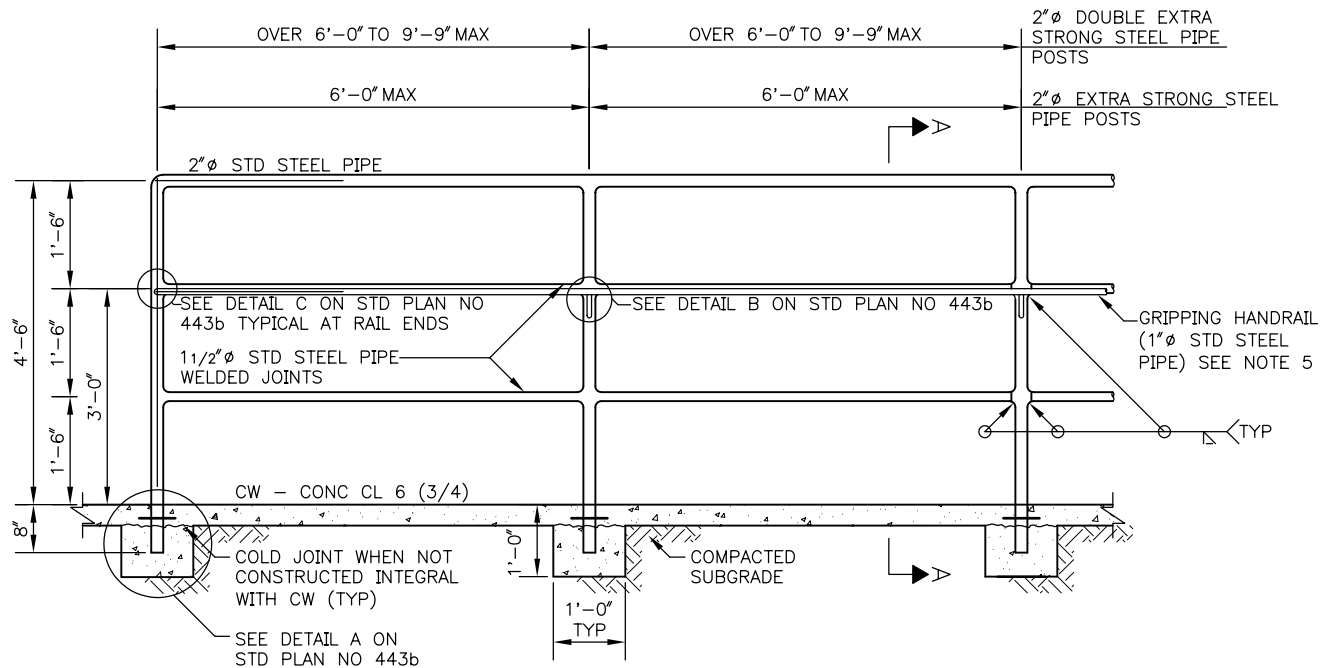 OVER 6'-0" TO 9'-9" MAX
OVER 6'-0" TO 9'-9" MAX
2"ø DOUBLE EXTRA
STRONG STEEL PIPE
POSTS
6'-0" MAX
6'-0" MAX
2"ø EXTRA STRONG STEEL
PIPE POSTS
A
2"ø STD STEEL PIPE
4'-6"
1'-6"
1'-6"
3'-0"
1'-6"
8"
SEE DETAIL C ON STD PLAN NO
443b TYPICAL AT RAIL ENDS
SEE DETAIL B ON STD PLAN NO 443b
GRIPPING HANDRAIL
(1"ø STD STEEL
PIPE) SEE NOTE 5
1 1/2"ø STD STEEL PIPE
WELDED JOINTS
TYP
CW - CONC CL 6 (3/4)
COLD JOINT WHEN NOT
CONSTRUCTED INTEGRAL
WITH CW (TYP)
1'-0"
COMPACTED
SUBGRADE
A
1'-0"
TYP
SEE DETAIL A ON
STD PLAN NO 443b